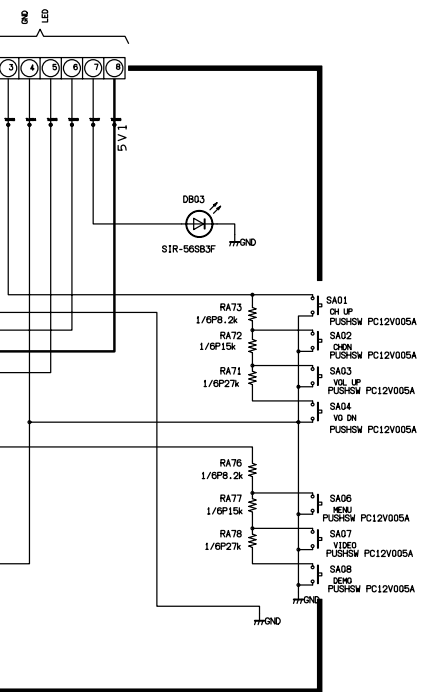 GND
LED
3 4 5 6 7 8
5V1
DB03
SIR-56SB3F
GND
SA01
CH UP
PUSHSW PC12V005A
RA73
1/6P8.2k
SA02
CHDN
PUSHSW PC12V005A
RA72
1/6P15k
SA03
VOL UP
PUSHSW PC12V005A
RA71
1/6P27k
SA04
VO DN
PUSHSW PC12V005A
RA76
1/6P8.2k
RA77
1/6P15k
SA06
MENU
PUSHSW PC12V005A
RA78
1/6P27k
SA07
VIDEO
PUSHSW PC12V005A
SA08
DEMO
PUSHSW PC12V005A
GND
GND